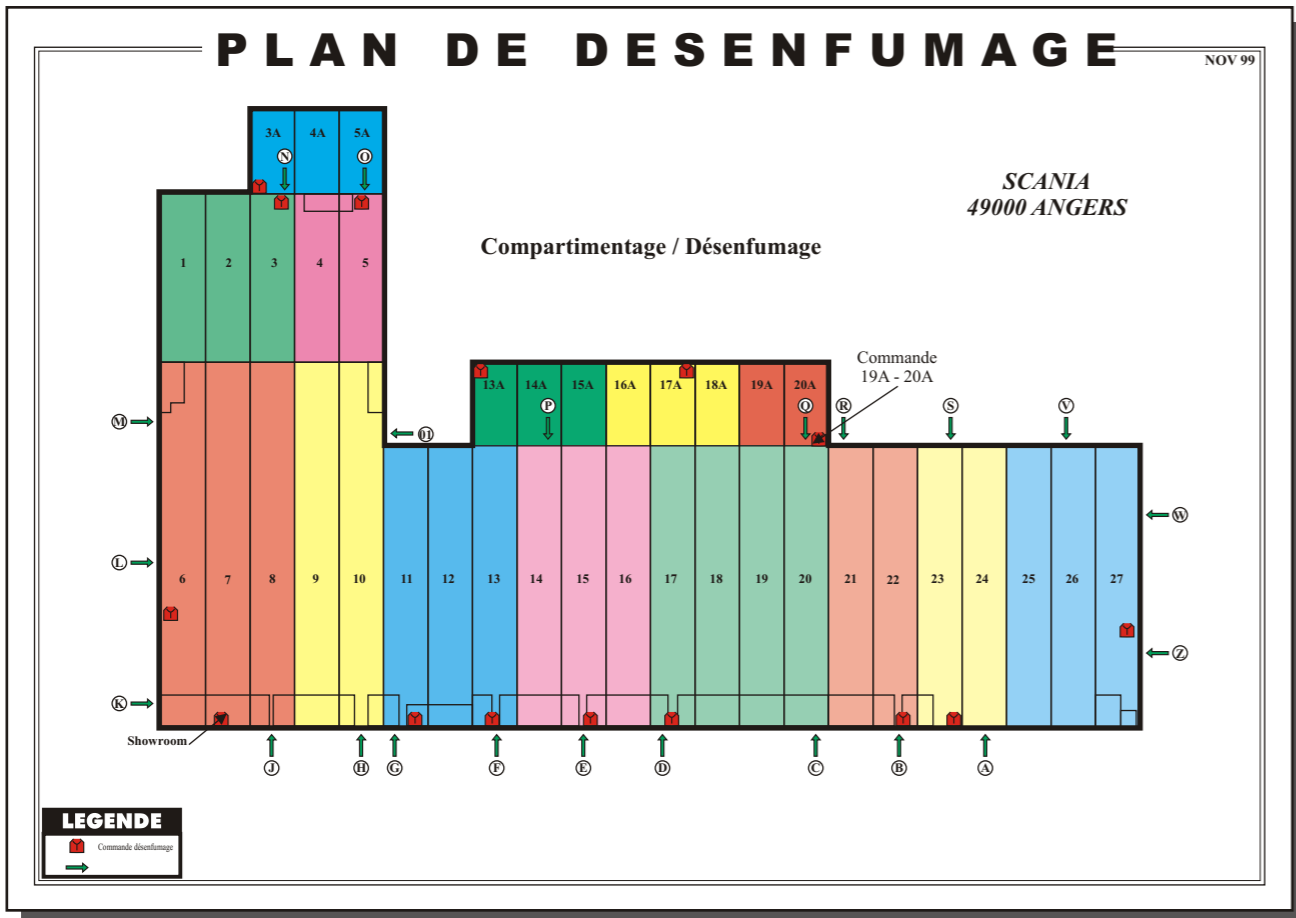 PLAN DE DESENFUMAGE
NOV 99
3A 4A 5A
N O
SCANIA
49000 ANGERS
Compartimentage / Désenfumage
1 2 3 4 5
Commande
19A - 20A
13A 14A 15A 16A 17A 18A 19A 20A
P Q R S V
M
01
W
L
6 7 8 9 10 11 12 13 14 15 16 17 18 19 20 21 22 23 24 25 26 27
Z
K
Showroom
J H G F E D C B A
LEGENDE
Commande désenfumage